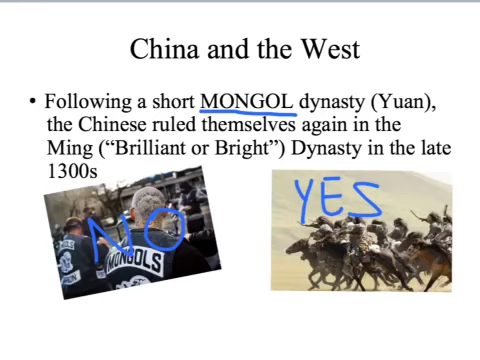 China and the West
• Following a short MONGOL dynasty (Yuan),
the Chinese ruled themselves again in the
Ming (“Brilliant or Bright”) Dynasty in the late
1300s
NO
YES
MONGOLS
MONGOLS